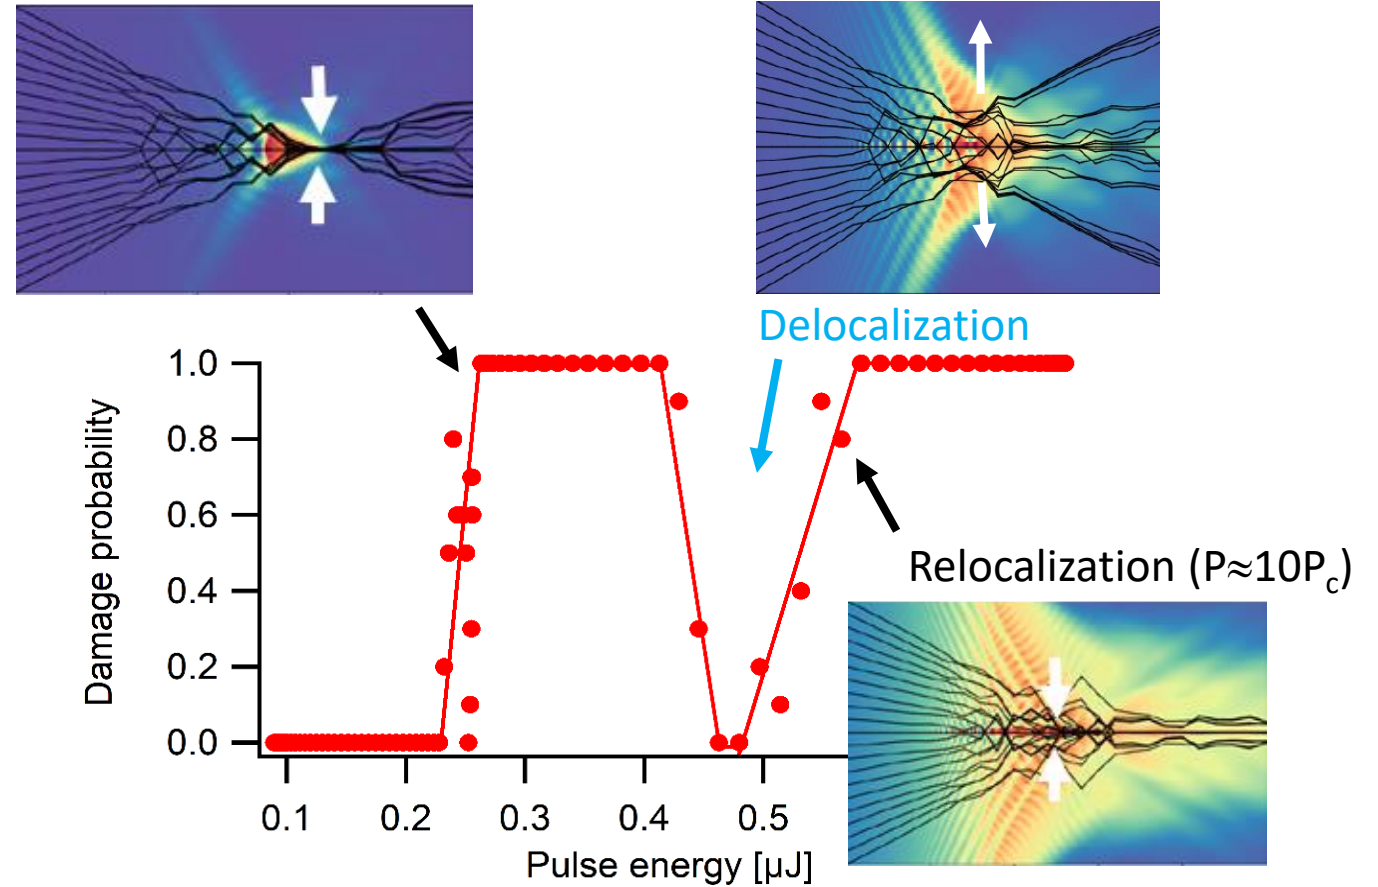 Delocalization
1.0
0.8
0.6
0.4
0.2
0.0
Damage probability
Relocalization (P≈10Pc)
0.1 0.2 0.3 0.4 0.5
Pulse energy [µJ]